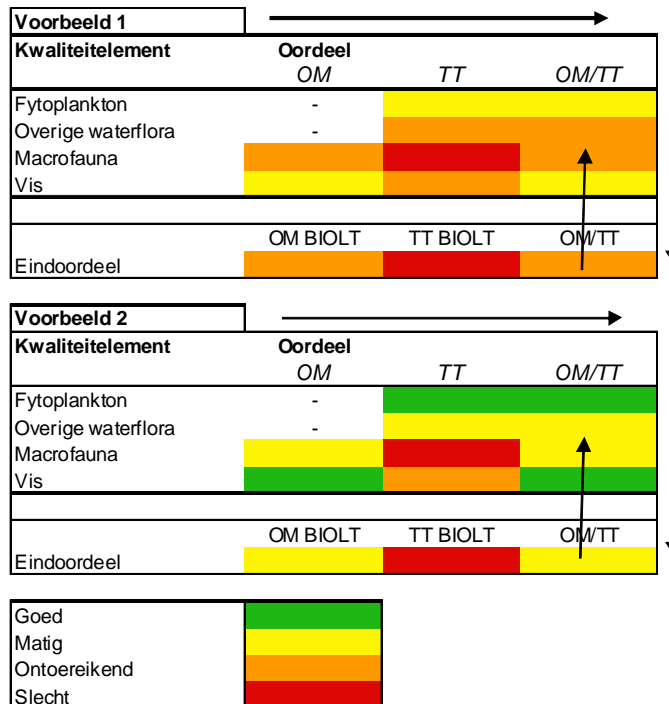 Voorbeeld 1
Kwaliteitelement Oordeel
OM TT OM/TT
Fytoplankton -
Overige waterflora -
Macrofauna
Vis
OM BIOLT TT BIOLT OM/TT
Eindoordeel
Voorbeeld 2
Kwaliteitelement Oordeel
OM TT OM/TT
Fytoplankton -
Overige waterflora -
Macrofauna
Vis
OM BIOLT TT BIOLT OM/TT
Eindoordeel
Goed
Matig
Ontoereikend
Slecht